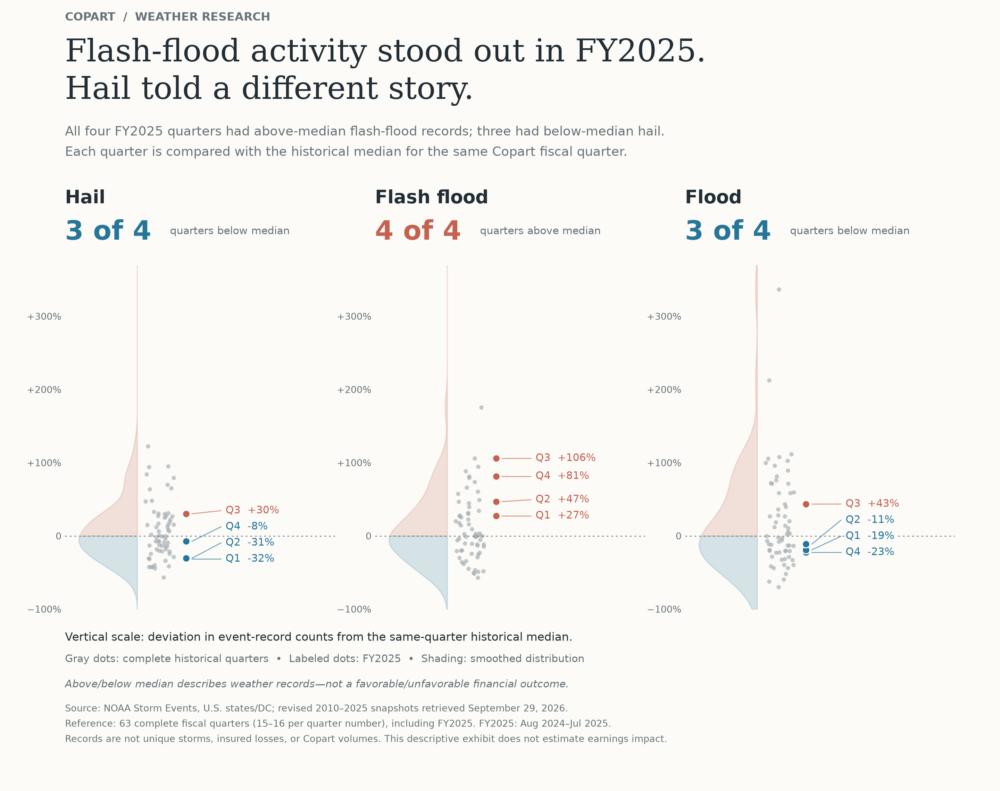 COPART / WEATHER RESEARCH
Flash-flood activity stood out in FY2025.
Hail told a different story.
All four FY2025 quarters had above-median flash-flood records; three had below-median hail.
Each quarter is compared with the historical median for the same Copart fiscal quarter.
Hail
3 of 4 quarters below median
+300%
+200%
+100%
0
−100%
Q3 +30%
Q4 -8%
Q2 -31%
Q1 -32%
Flash flood
4 of 4 quarters above median
+300%
+200%
+100%
0
−100%
Q3 +106%
Q4 +81%
Q2 +47%
Q1 +27%
Flood
3 of 4 quarters below median
+300%
+200%
+100%
0
−100%
Q3 +43%
Q2 -11%
Q1 -19%
Q4 -23%
Vertical scale: deviation in event-record counts from the same-quarter historical median.
Gray dots: complete historical quarters • Labeled dots: FY2025 • Shading: smoothed distribution
Above/below median describes weather records—not a favorable/unfavorable financial outcome.
Source: NOAA Storm Events, U.S. states/DC; revised 2010–2025 snapshots retrieved September 29, 2026.
Reference: 63 complete fiscal quarters (15–16 per quarter number), including FY2025. FY2025: Aug 2024–Jul 2025.
Records are not unique storms, insured losses, or Copart volumes. This descriptive exhibit does not estimate earnings impact.